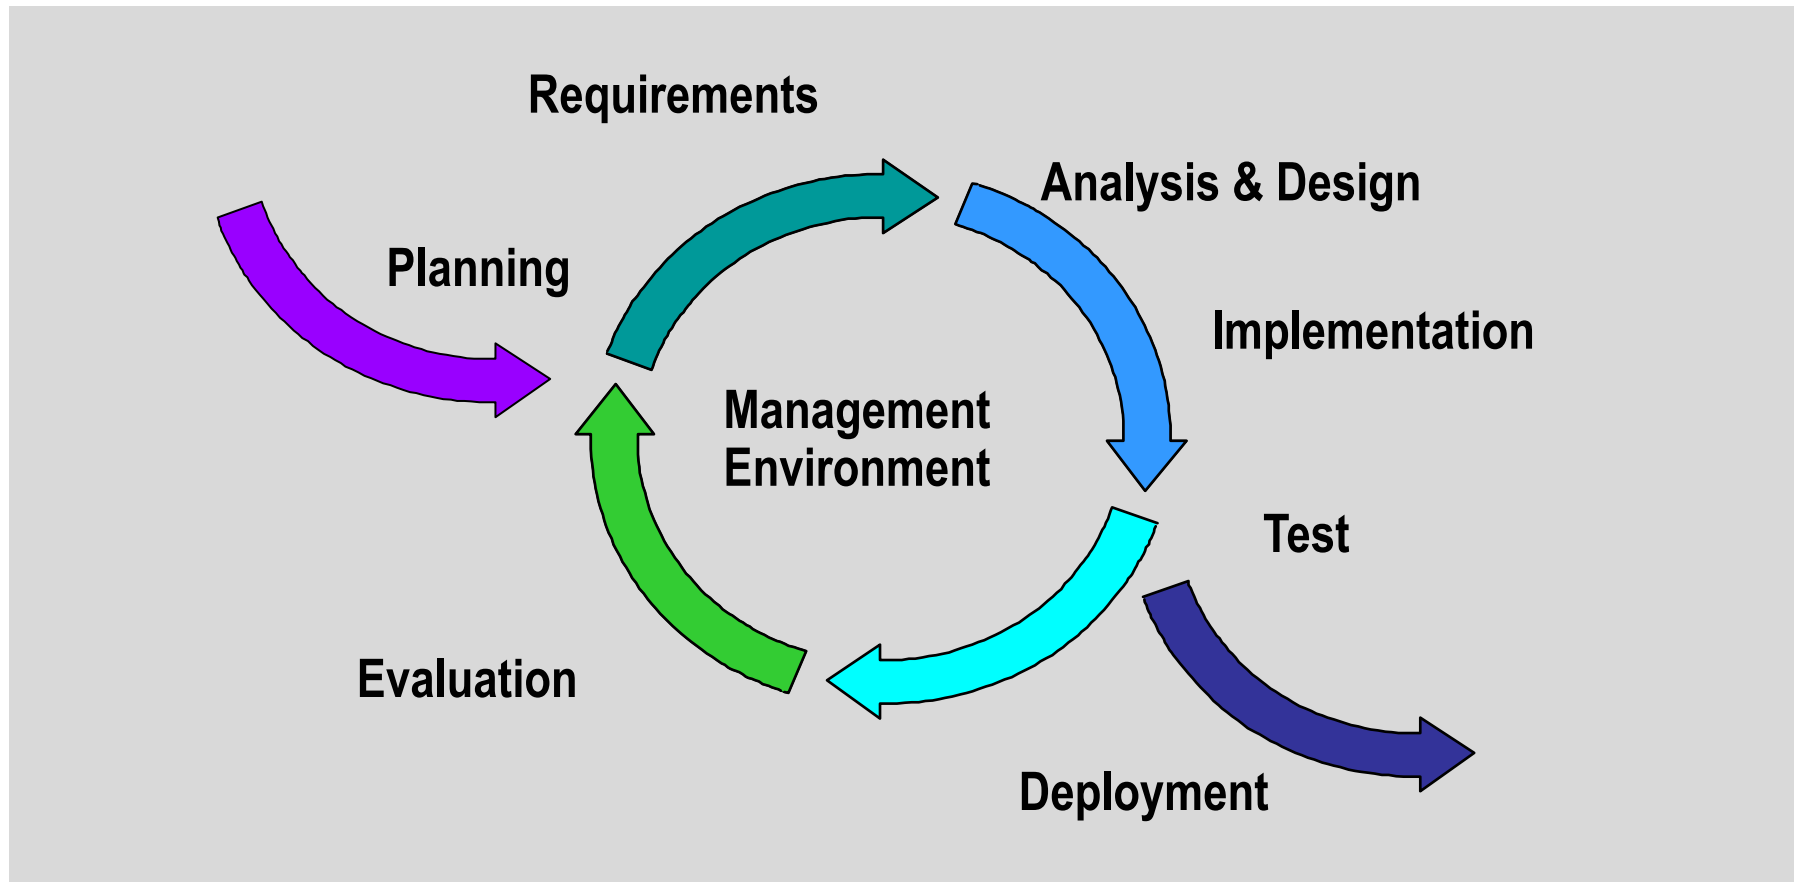 Requirements
Analysis & Design
Planning
Implementation
Management
Environment
Test
Evaluation
Deployment